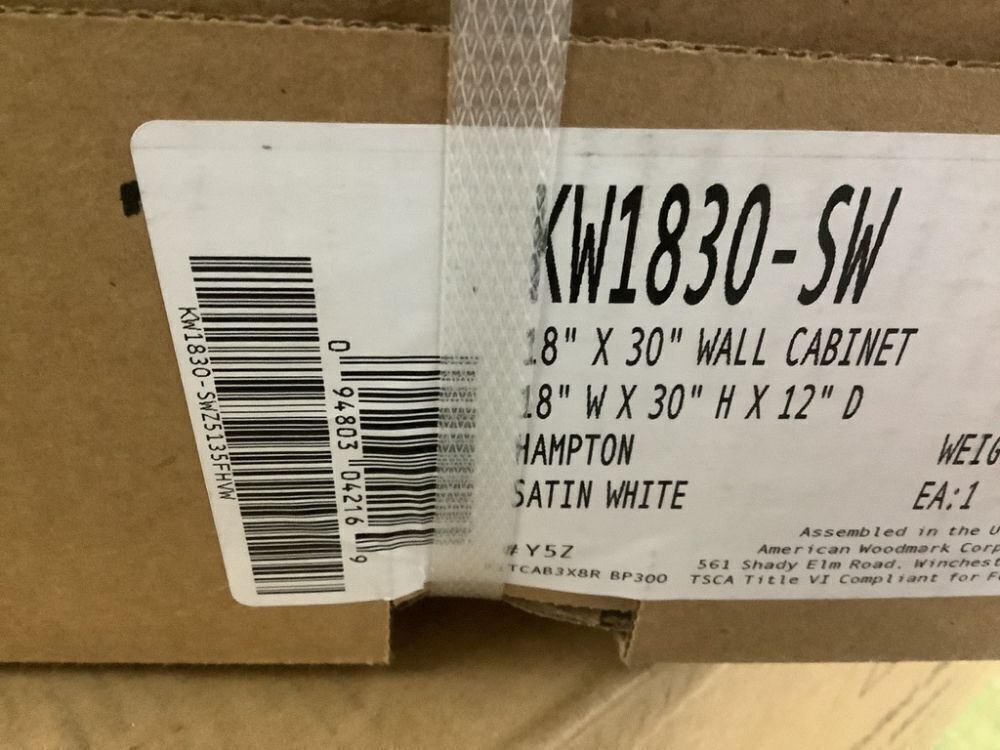 KW1830-SW
18" X 30" WALL CABINET
18" W X 30" H X 12" D
HAMPTON
SATIN WHITE
WEIG
EA:1
#Y5Z
TCAB3X8R BP300
Assembled in the U
American Woodmark Corp
561 Shady Elm Road. Winchest
TSCA Title VI Compliant for F
KW1830-SWZ5135FHVW
0 94803 04216 9